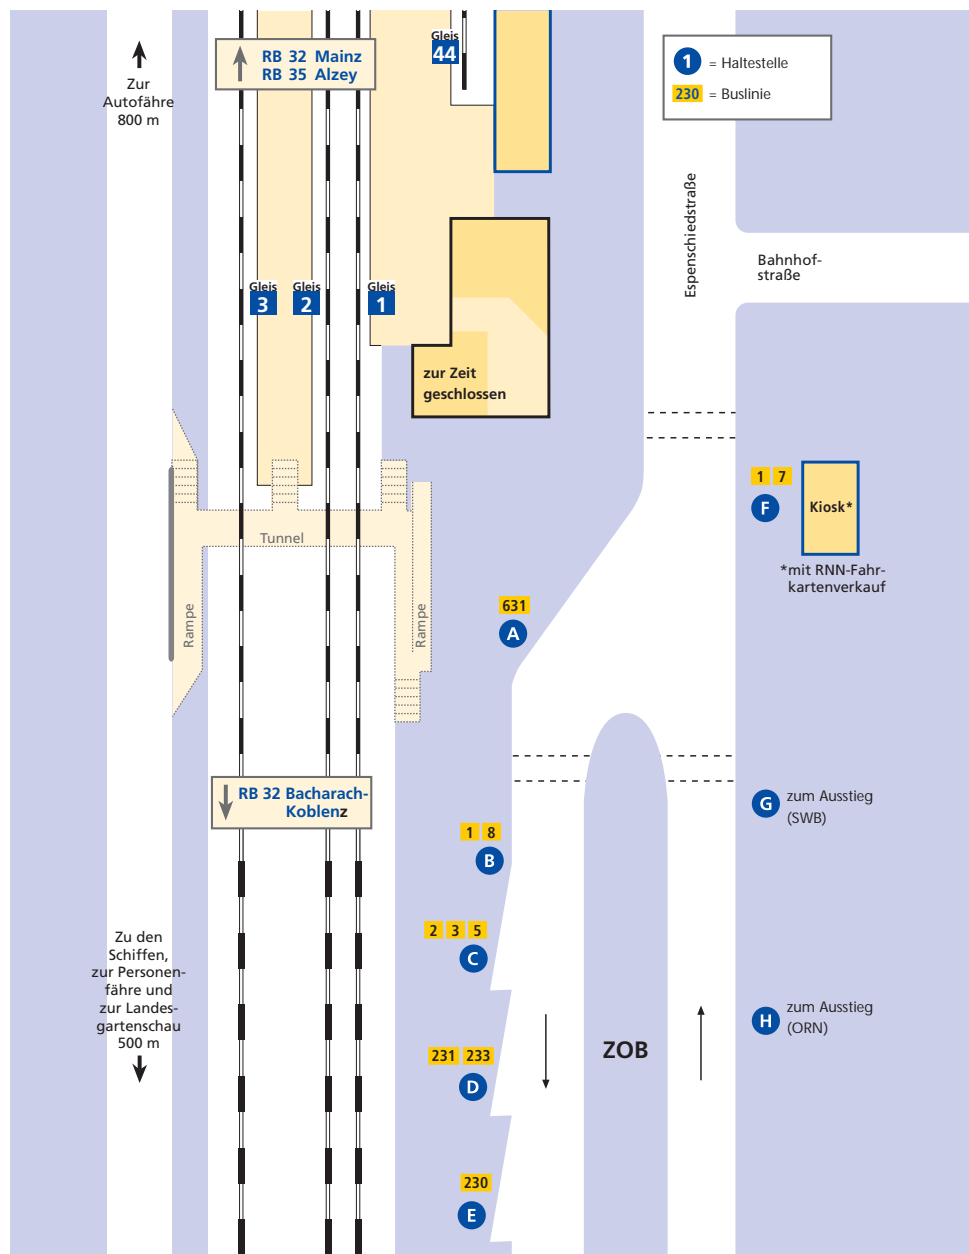 Zur
Autofähre
800 m
RB 32 Mainz
RB 35 Alzey
Gleis
44
1 = Haltestelle
230 = Buslinie
Espenschiedstraße
Bahnhof-
straße
Gleis
3
Gleis
2
Gleis
1
zur Zeit
geschlossen
1 7
F
Kiosk*
*mit RNN-Fahr-
kartenverkauf
Tunnel
Rampe
Rampe
631
A
RB 32 Bacharach-
Koblenz
G zum Ausstieg
(SWB)
1 8
B
2 3 5
C
Zu den
Schiffen,
zur Personen-
fähre und
zur Landes-
gartenschau
500 m
H zum Ausstieg
(ORN)
ZOB
231 233
D
230
E